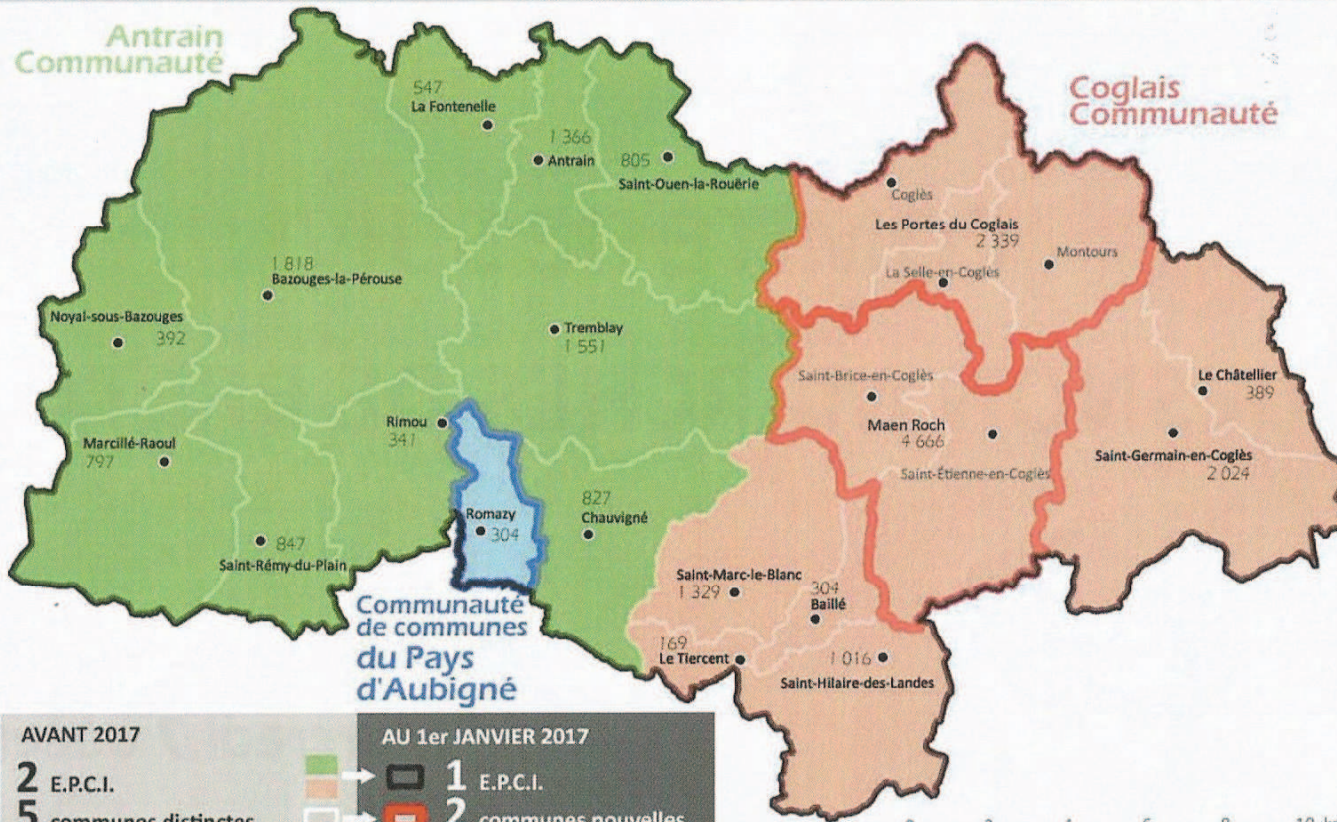 Antrain
Communauté
Coglais
Communauté
547
La Fontenelle
1 366
Antrain
805
Saint-Ouen-la-Rouërie
Coglès
Les Portes du Coglais
2 339
Montours
La Selle-en-Coglès
1 818
Bazouges-la-Pérouse
Noyal-sous-Bazouges
392
Tremblay
1 551
Saint-Brice-en-Coglès
Le Châtellier
389
Maen Roch
4 666
Rimou
341
Marcillé-Raoul
797
Saint-Germain-en-Coglès
2 024
Saint-Étienne-en-Coglès
827
Chauvigné
Romazy
304
847
Saint-Rémy-du-Plain
Saint-Marc-le-Blanc
1 329
304
Baillé
169
Le Tiercent
1 016
Saint-Hilaire-des-Landes
Communauté
de communes
du Pays
d'Aubigné
AVANT 2017
AU 1er JANVIER 2017
2 E.P.C.I.
1 E.P.C.I.
5 communes distinctes
2 communes nouvelles